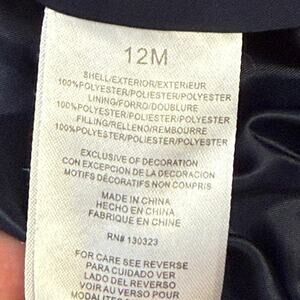 12M
SHELL/EXTERIOR/EXTERIEUR
100%POLYESTER/POLIESTER/POLYESTER
LINING/FORRO/DOUBLURE
100%POLYESTER/POLIESTER/POLYESTER
FILLING/RELLENO/REMBOURRE
100%POLYESTER/POLIESTER/POLYESTER
EXCLUSIVE OF DECORATION
CON EXCEPCION DE LA DECORACION
MOTIFS DÉCORATIFS NON COMPRIS
MADE IN CHINA
HECHO EN CHINA
FABRIQUE EN CHINA
RN# 130323
FOR CARE SEE REVERSE
PARA CUIDADO VER
LADO DEL REVERSO
VOIR AU VERSO POUR